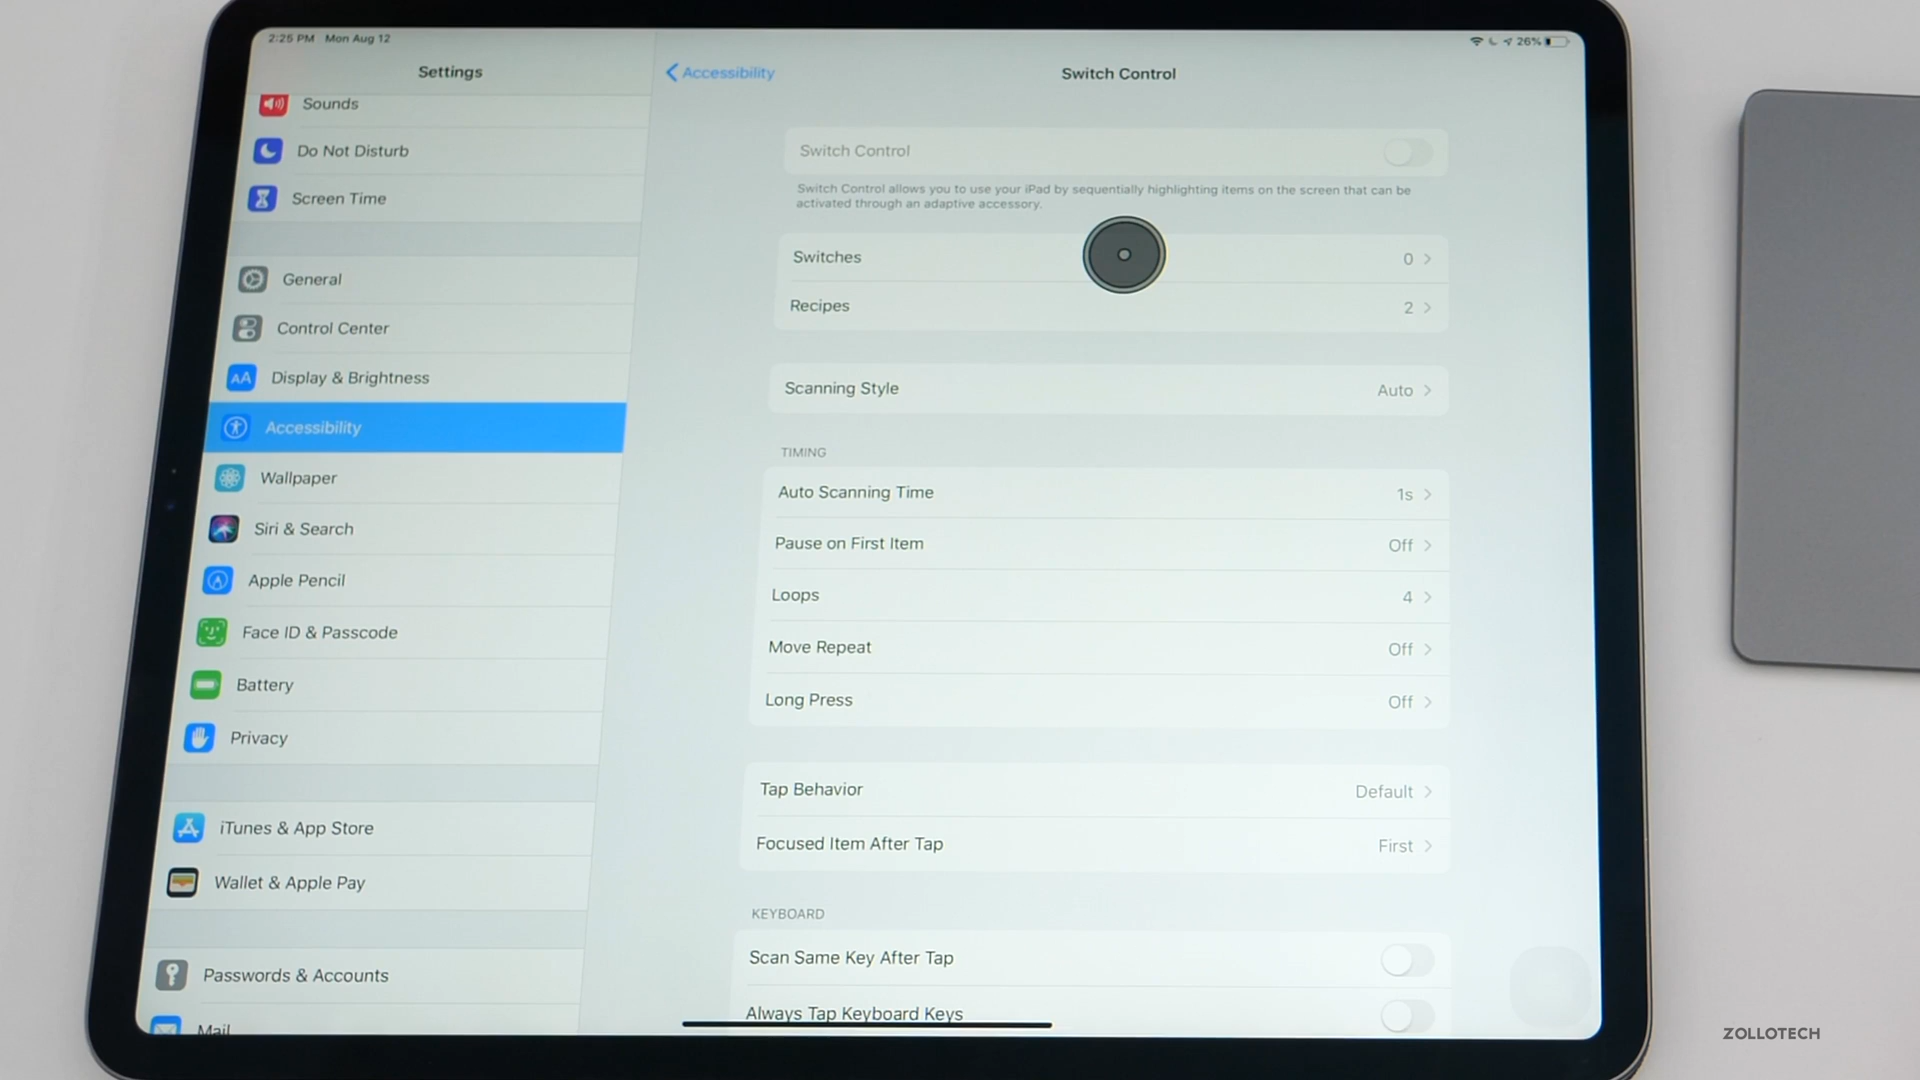 2:25 PM Mon Aug 12
26%
Settings
Sounds
Do Not Disturb
Screen Time
General
Control Center
AA
Display & Brightness
Accessibility
Wallpaper
Siri & Search
Apple Pencil
Face ID & Passcode
Battery
Privacy
iTunes & App Store
Wallet & Apple Pay
Passwords & Accounts
Mail
Accessibility
Switch Control
Switch Control
Switch Control allows you to use your iPad by sequentially highlighting items on the screen that can be
activated through an adaptive accessory.
Switches 0
Recipes 2
Scanning Style Auto
TIMING
Auto Scanning Time 1s
Pause on First Item Off
Loops 4
Move Repeat Off
Long Press Off
Tap Behavior Default
Focused Item After Tap First
KEYBOARD
Scan Same Key After Tap
Always Tap Keyboard Keys
ZOLLOTECH